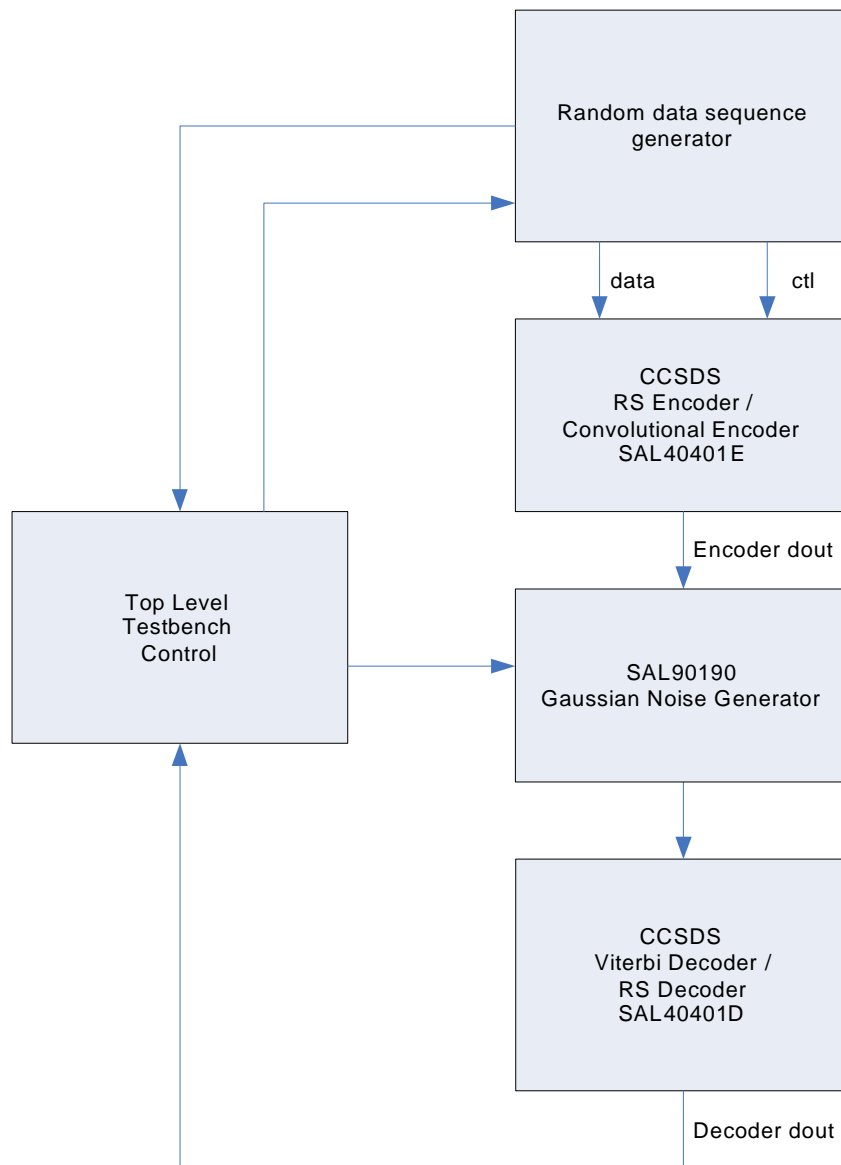 Random data sequence
generator
data
ctl
CCSDS
RS Encoder /
Convolutional Encoder
SAL40401E
Encoder dout
Top Level
Testbench
Control
SAL90190
Gaussian Noise Generator
CCSDS
Viterbi Decoder /
RS Decoder
SAL40401D
Decoder dout